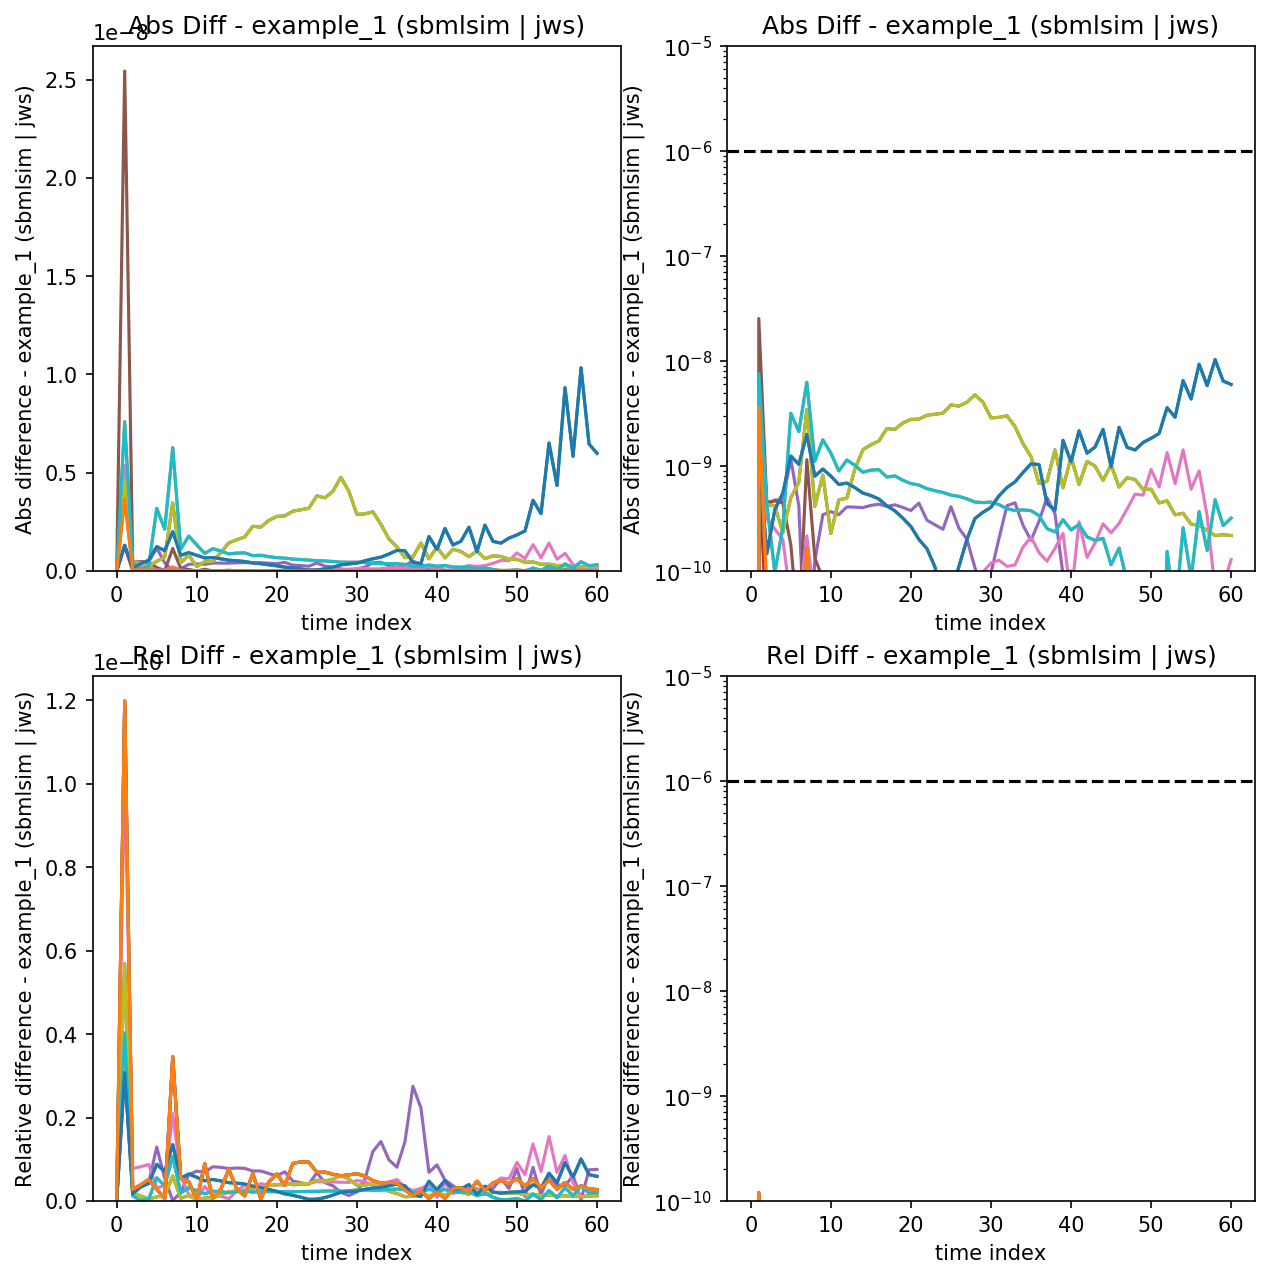 Abs Diff - example_1 (sbmlsim | jws)
1e−8
Abs difference - example_1 (sbmlsim | jws)
2.5
2.0
1.5
1.0
0.5
0.0
0 10 20 30 40 50 60
time index
Abs Diff - example_1 (sbmlsim | jws)
Abs difference - example_1 (sbmlsim | jws)
10⁻⁵
10⁻⁶
10⁻⁷
10⁻⁸
10⁻⁹
10⁻¹⁰
0 10 20 30 40 50 60
time index
Rel Diff - example_1 (sbmlsim | jws)
1e−10
Relative difference - example_1 (sbmlsim | jws)
1.2
1.0
0.8
0.6
0.4
0.2
0.0
0 10 20 30 40 50 60
time index
Rel Diff - example_1 (sbmlsim | jws)
Relative difference - example_1 (sbmlsim | jws)
10⁻⁵
10⁻⁶
10⁻⁷
10⁻⁸
10⁻⁹
10⁻¹⁰
0 10 20 30 40 50 60
time index